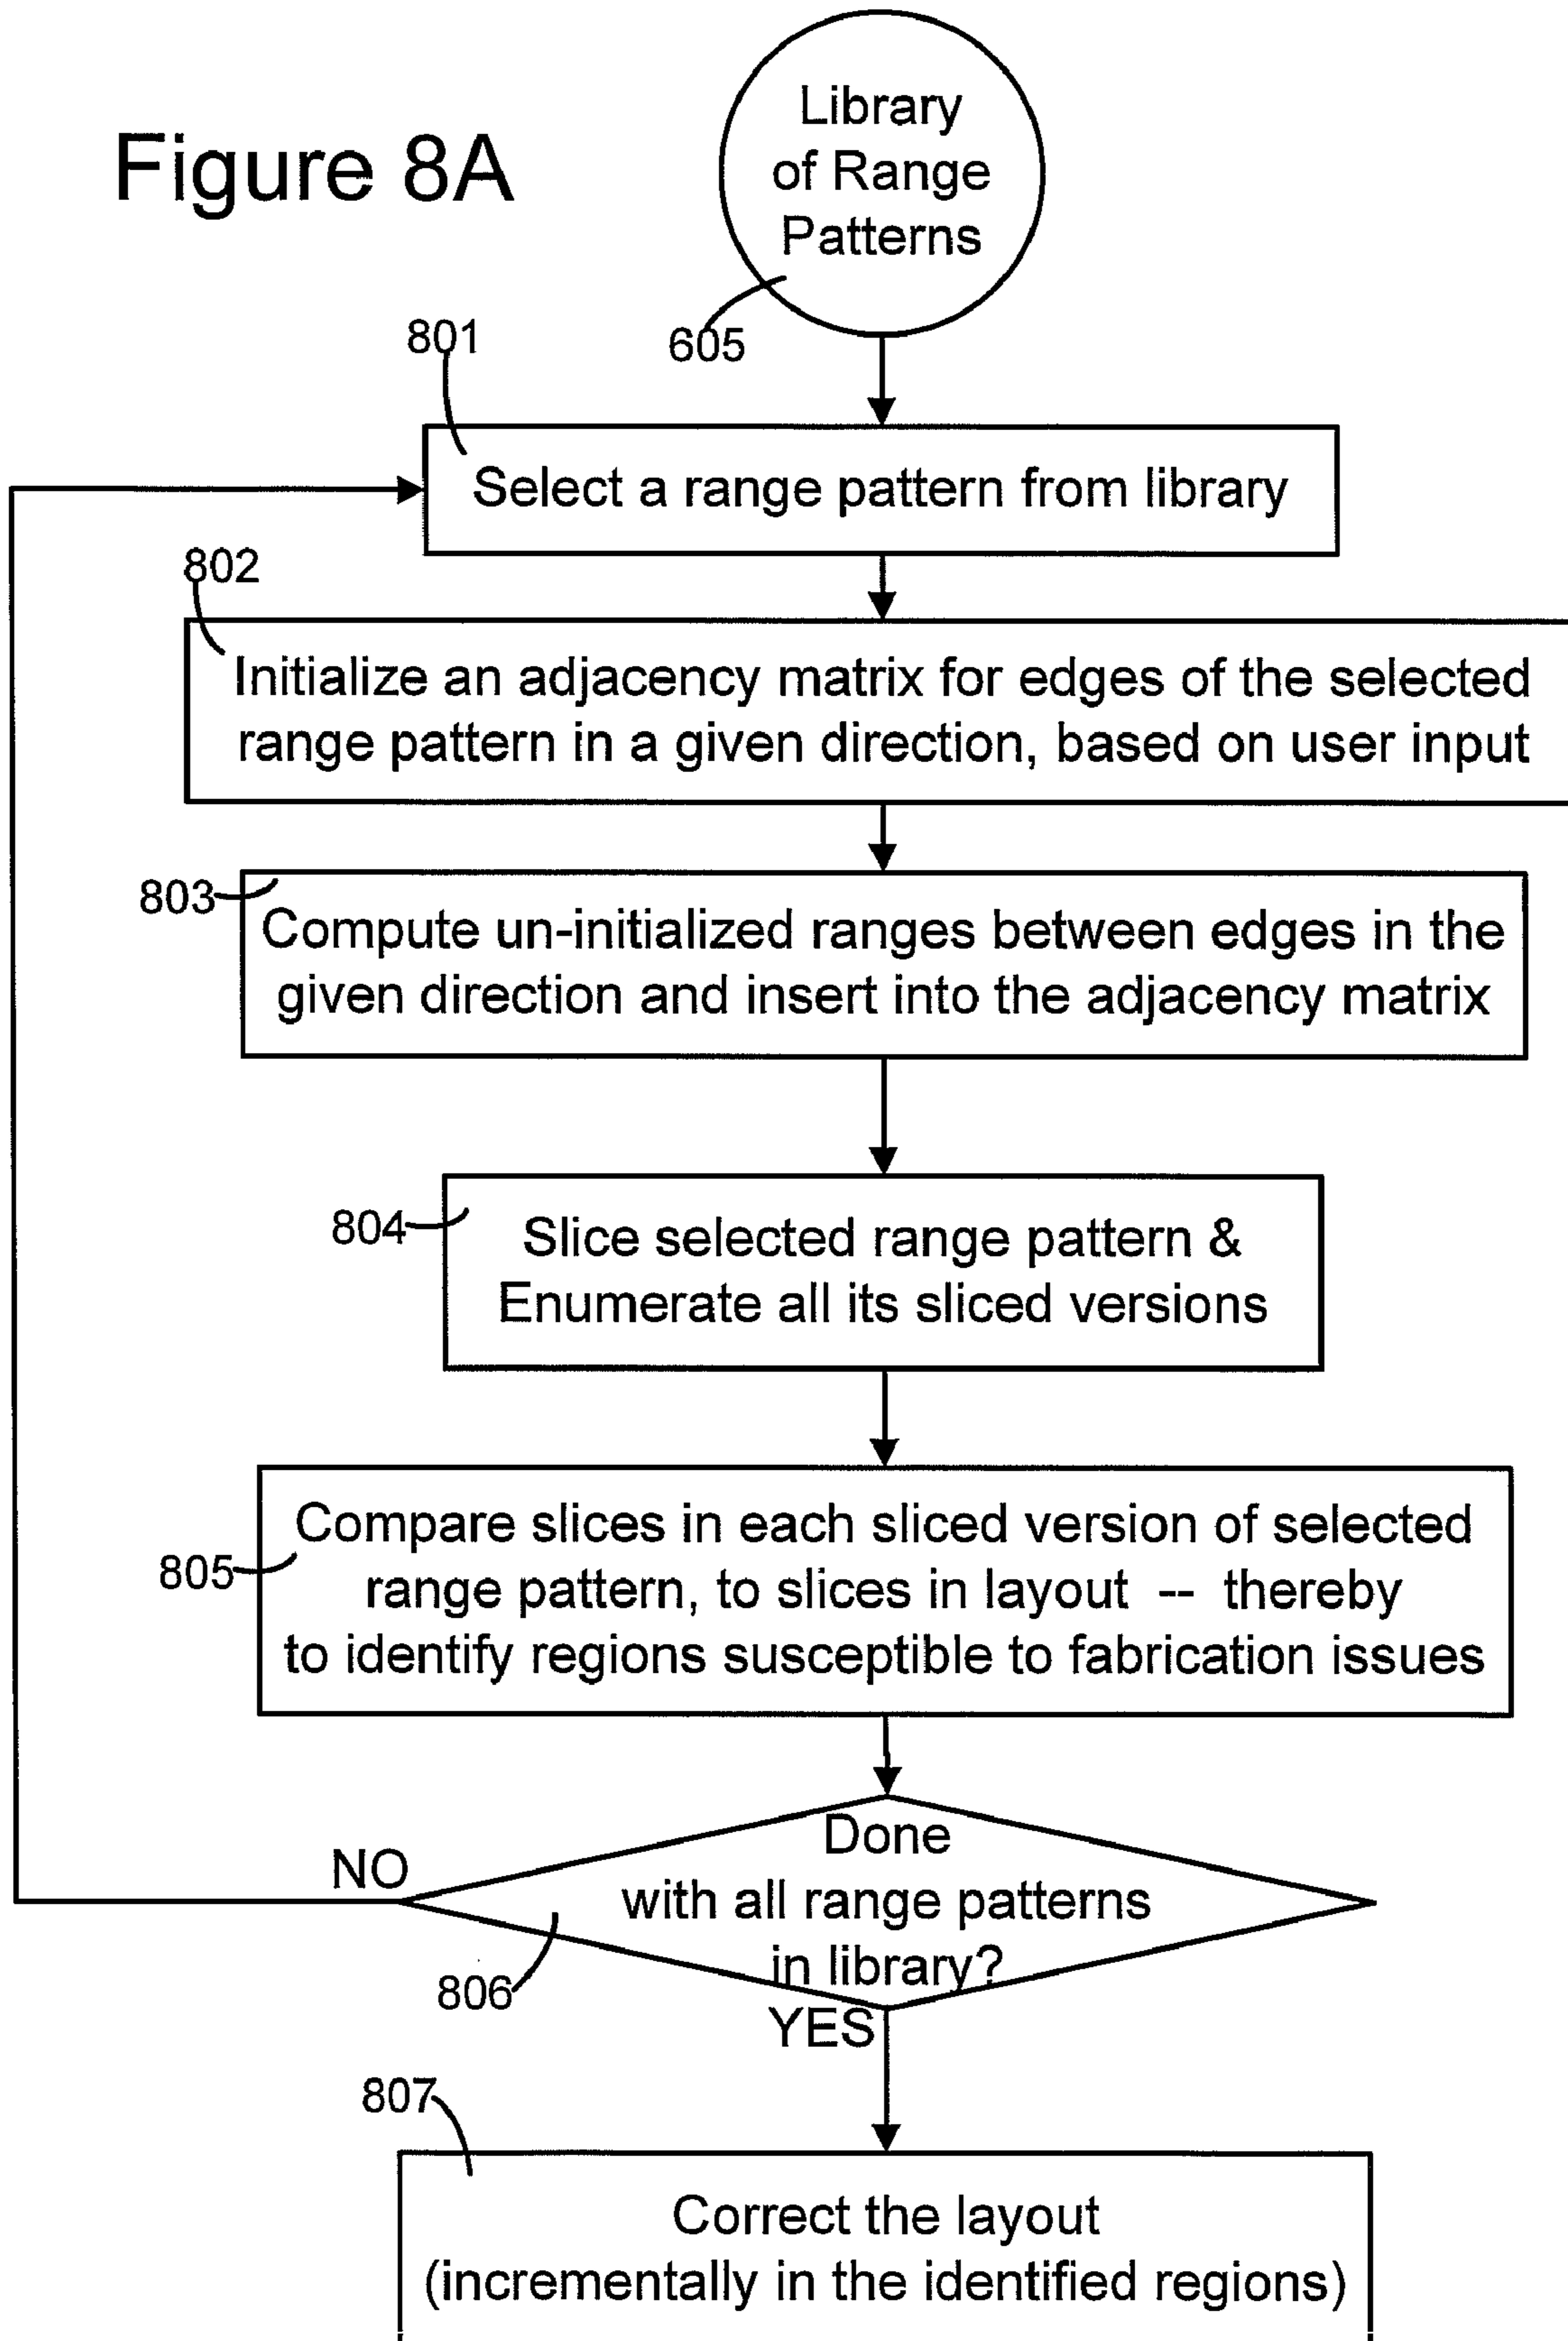 Figure 8A
Library
of Range
Patterns
605
801
Select a range pattern from library
802
Initialize an adjacency matrix for edges of the selected
range pattern in a given direction, based on user input
803
Compute un-initialized ranges between edges in the
given direction and insert into the adjacency matrix
804
Slice selected range pattern &
Enumerate all its sliced versions
805
Compare slices in each sliced version of selected
range pattern, to slices in layout -- thereby
to identify regions susceptible to fabrication issues
NO
Done
with all range patterns
in library?
806
YES
807
Correct the layout
(incrementally in the identified regions)